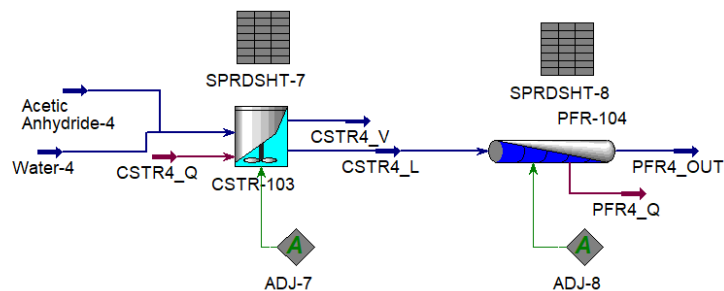 SPRDSHT-7
SPRDSHT-8
PFR-104
Acetic
Anhydride-4
Water-4
CSTR4_Q
CSTR-103
CSTR4_V
CSTR4_L
PFR4_OUT
PFR4_Q
A
ADJ-7
A
ADJ-8